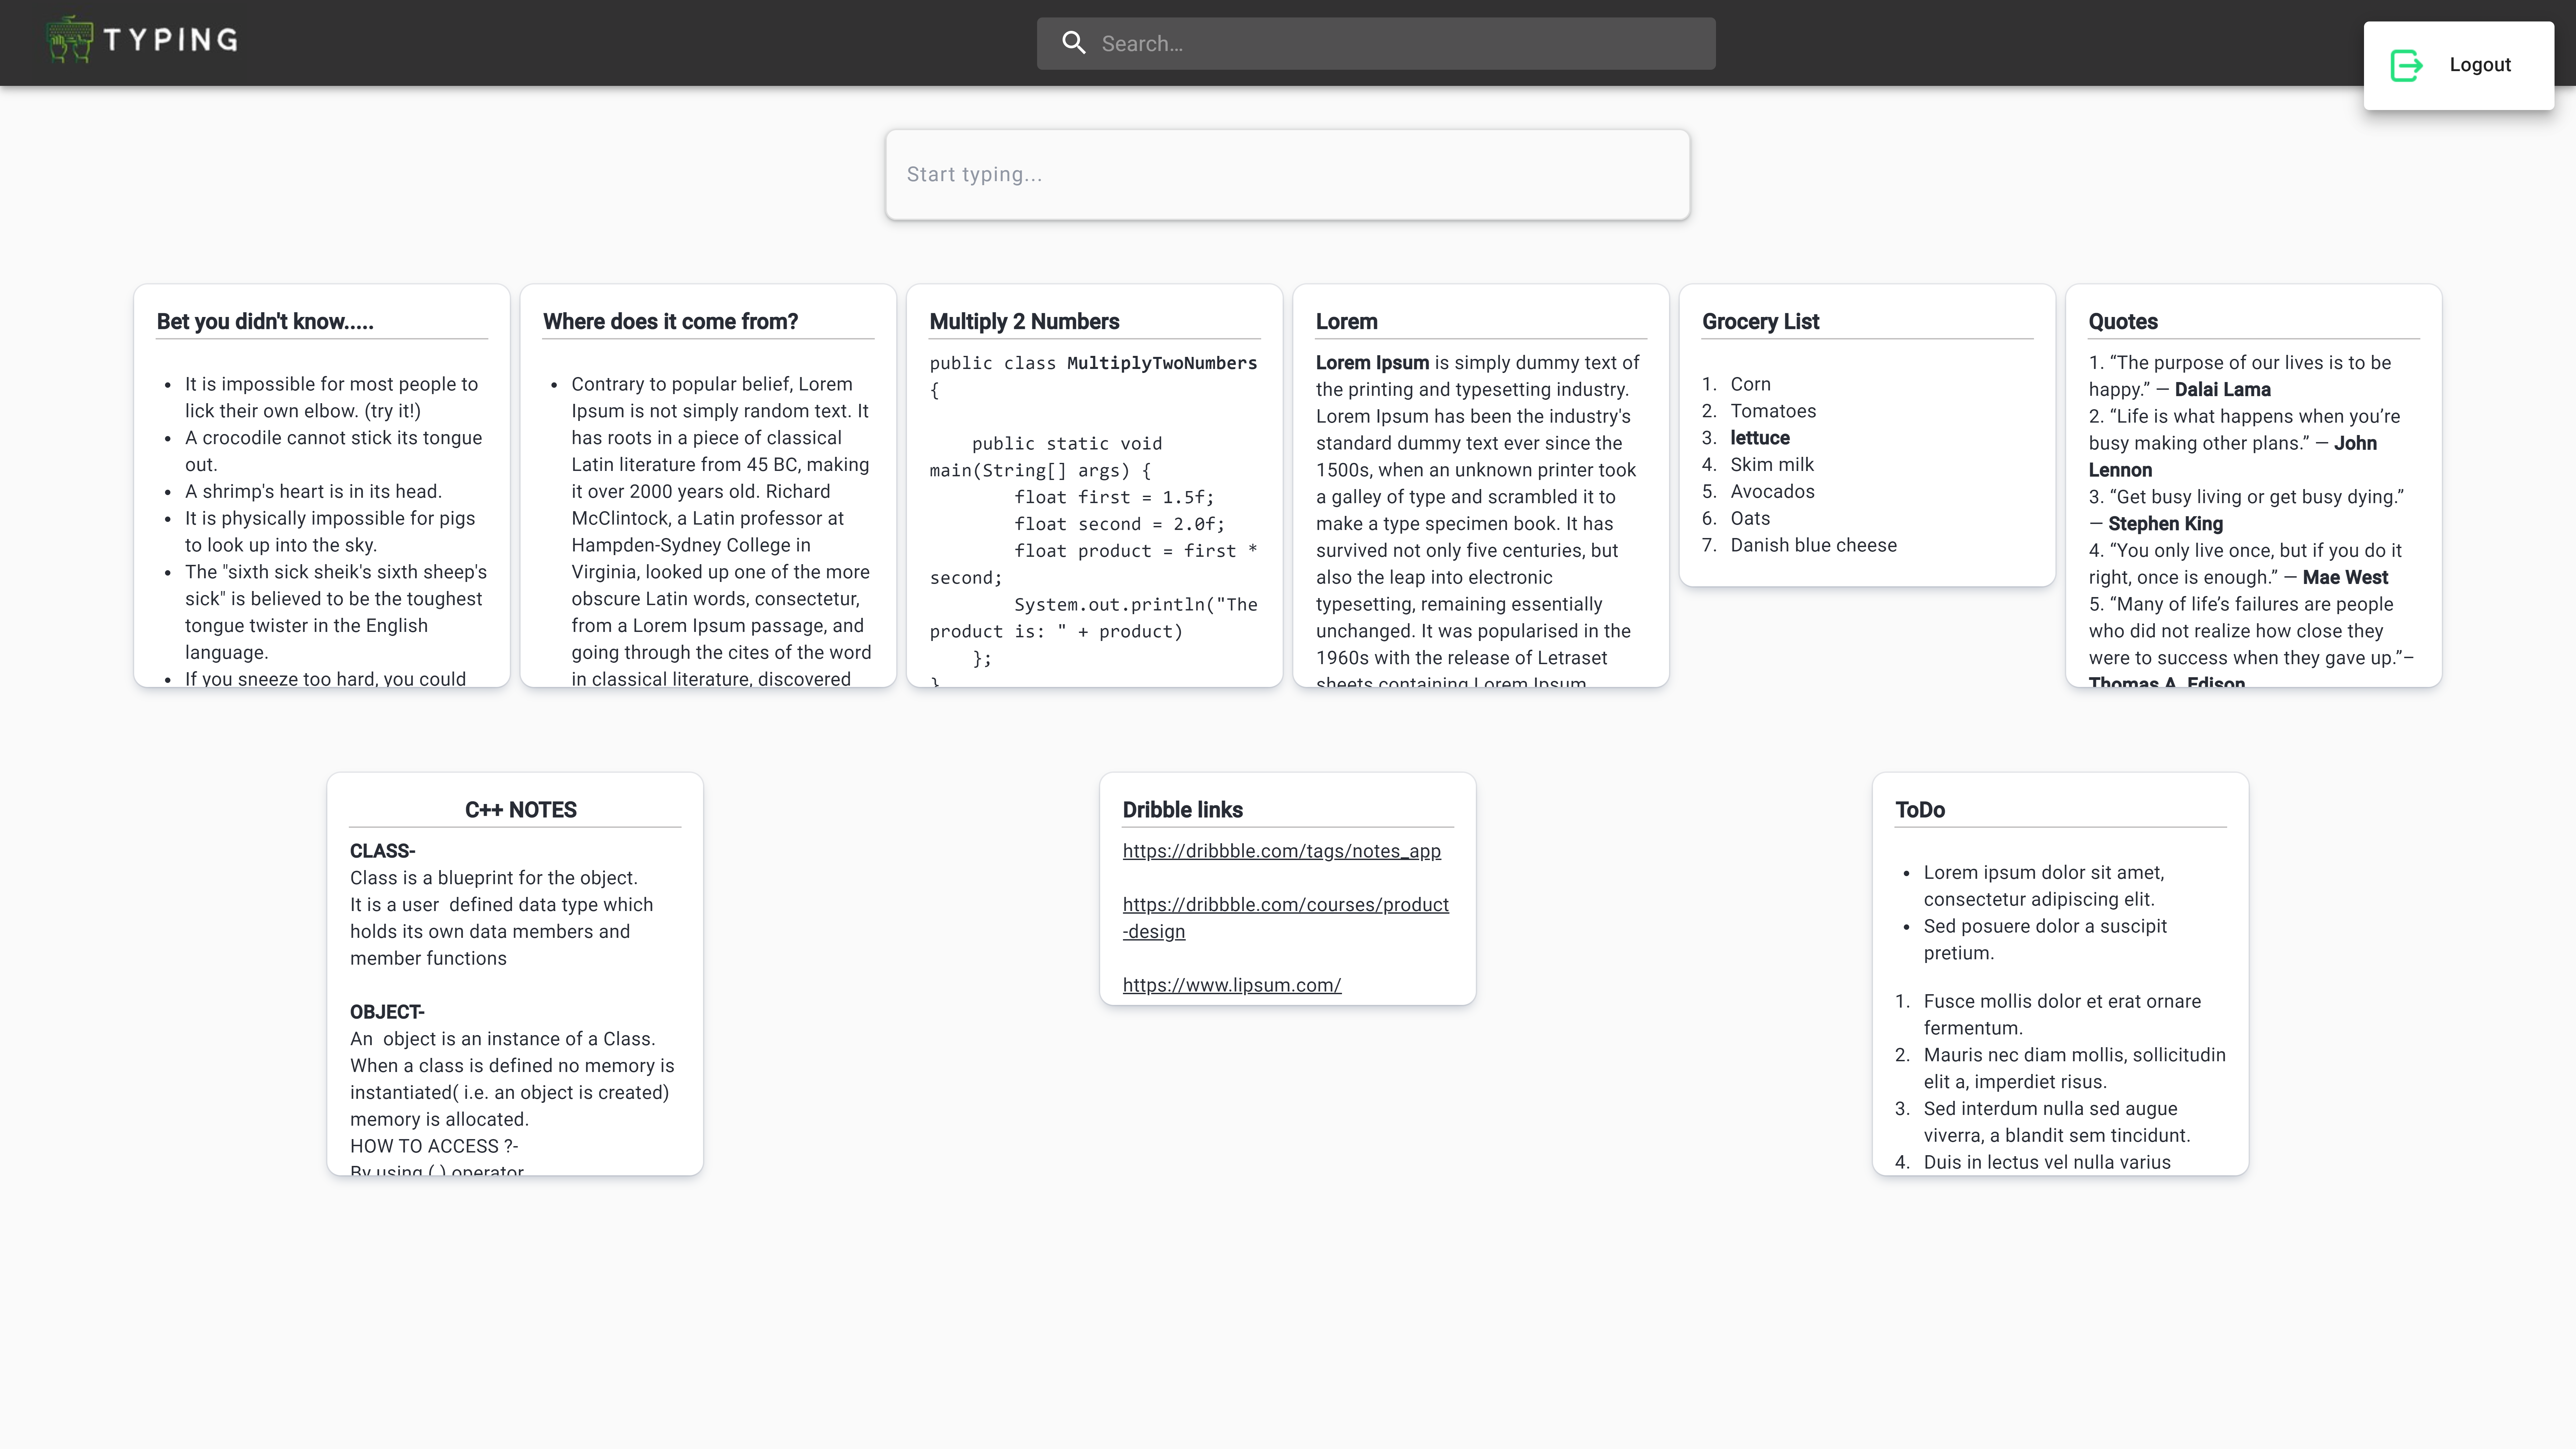 TYPING
Search...
Logout
Start typing...
Bet you didn't know.....
• It is impossible for most people to
lick their own elbow. (try it!)
• A crocodile cannot stick its tongue
out.
• A shrimp's heart is in its head.
• It is physically impossible for pigs
to look up into the sky.
• The "sixth sick sheik's sixth sheep's
sick" is believed to be the toughest
tongue twister in the English
language.
• If you sneeze too hard, you could
Where does it come from?
• Contrary to popular belief, Lorem
Ipsum is not simply random text. It
has roots in a piece of classical
Latin literature from 45 BC, making
it over 2000 years old. Richard
McClintock, a Latin professor at
Hampden-Sydney College in
Virginia, looked up one of the more
obscure Latin words, consectetur,
from a Lorem Ipsum passage, and
going through the cites of the word
in classical literature, discovered
Multiply 2 Numbers
public class MultiplyTwoNumbers
{
public static void
main(String[] args) {
float first = 1.5f;
float second = 2.0f;
float product = first *
second;
System.out.println("The
product is: " + product)
};
}
Lorem
Lorem Ipsum is simply dummy text of
the printing and typesetting industry.
Lorem Ipsum has been the industry's
standard dummy text ever since the
1500s, when an unknown printer took
a galley of type and scrambled it to
make a type specimen book. It has
survived not only five centuries, but
also the leap into electronic
typesetting, remaining essentially
unchanged. It was popularised in the
1960s with the release of Letraset
sheets containing Lorem Ipsum
Grocery List
1. Corn
2. Tomatoes
3. lettuce
4. Skim milk
5. Avocados
6. Oats
7. Danish blue cheese
Quotes
1. “The purpose of our lives is to be
happy.” — Dalai Lama
2. “Life is what happens when you’re
busy making other plans.” — John
Lennon
3. “Get busy living or get busy dying.”
— Stephen King
4. “You only live once, but if you do it
right, once is enough.” — Mae West
5. “Many of life’s failures are people
who did not realize how close they
were to success when they gave up.”–
Thomas A. Edison
C++ NOTES
CLASS-
Class is a blueprint for the object.
It is a user  defined data type which
holds its own data members and
member functions
OBJECT-
An  object is an instance of a Class.
When a class is defined no memory is
instantiated( i.e. an object is created)
memory is allocated.
HOW TO ACCESS ?-
By using ( ) operator
Dribble links
https://dribbble.com/tags/notes_app
https://dribbble.com/courses/product
-design
https://www.lipsum.com/
ToDo
• Lorem ipsum dolor sit amet,
consectetur adipiscing elit.
• Sed posuere dolor a suscipit
pretium.
1. Fusce mollis dolor et erat ornare
fermentum.
2. Mauris nec diam mollis, sollicitudin
elit a, imperdiet risus.
3. Sed interdum nulla sed augue
viverra, a blandit sem tincidunt.
4. Duis in lectus vel nulla varius